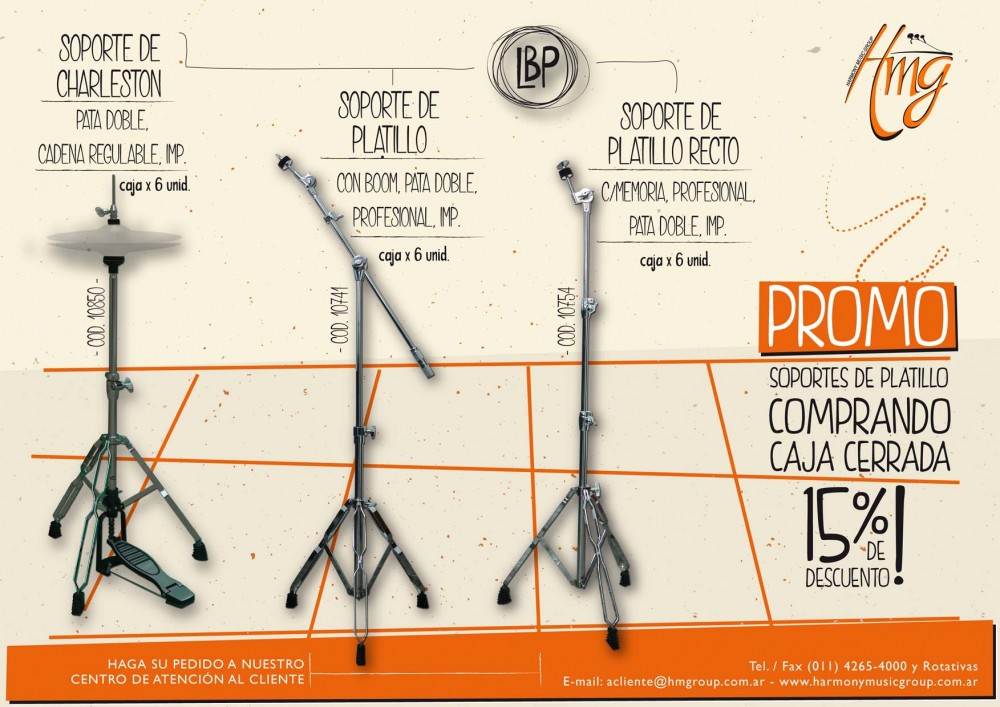 SOPORTE DE
CHARLESTON
PATA DOBLE,
CADENA REGULABLE, IMP.
caja x 6 unid.
- COD. 10850 -
SOPORTE DE
PLATILLO
CON BOOM, PATA DOBLE,
PROFESIONAL, IMP.
caja x 6 unid.
- COD. 10741
LBP
SOPORTE DE
PLATILLO RECTO
C/MEMORIA, PROFESIONAL,
PATA DOBLE, IMP.
caja x 6 unid.
- COD. 10754
HARMONY MUSIC GROUP
Hmg
PROMO
SOPORTES DE PLATILLO
COMPRANDO
CAJA CERRADA
15%
DE
DESCUENTO!
HAGA SU PEDIDO A NUESTRO
CENTRO DE ATENCIÓN AL CLIENTE
Tel. / Fax (011) 4265-4000 y Rotativas
E-mail: acliente@hmgroup.com.ar - www.harmonymusicgroup.com.ar